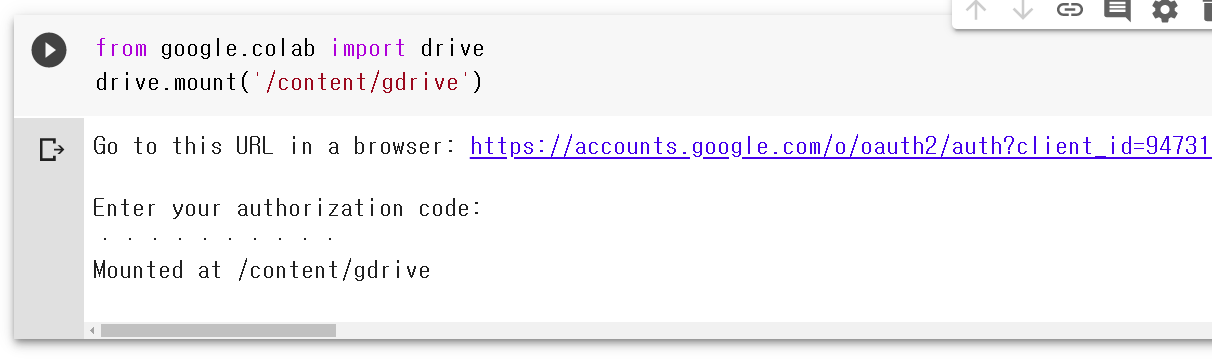 from google.colab import drive
drive.mount('/content/gdrive')
Go to this URL in a browser: https://accounts.google.com/o/oauth2/auth?client_id=94731
Enter your authorization code:
··········
Mounted at /content/gdrive